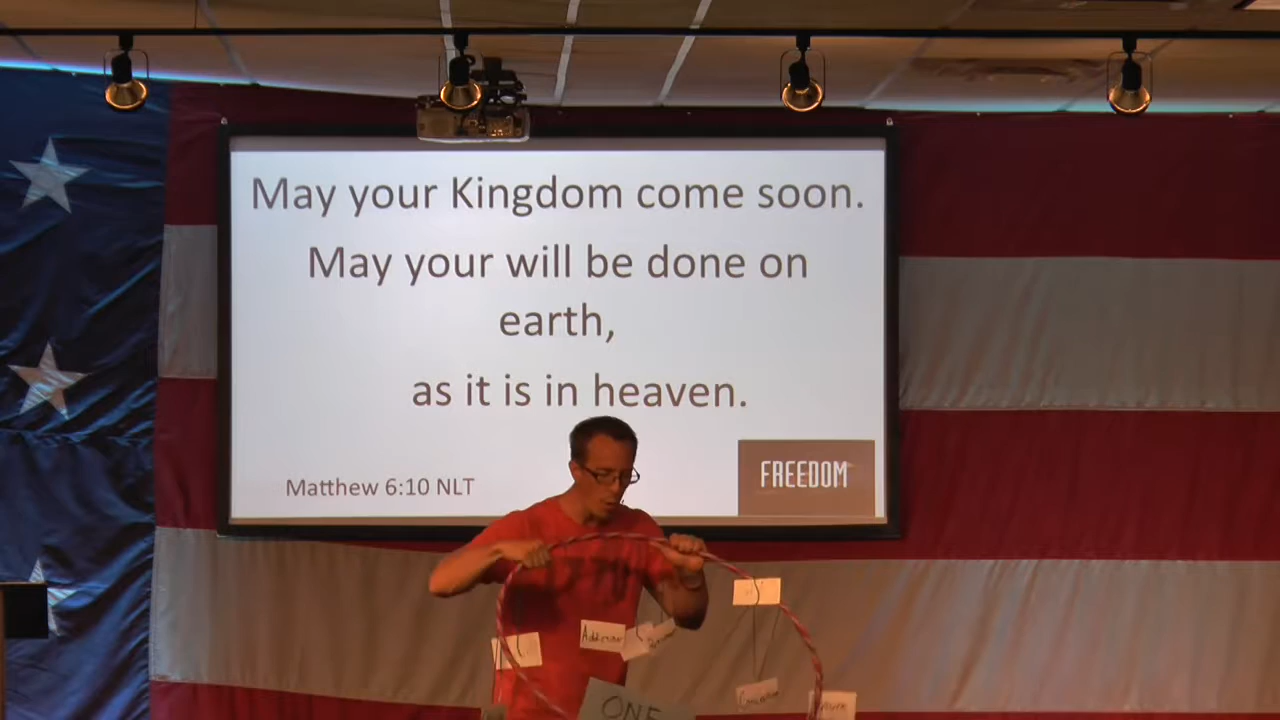 May your Kingdom come soon.
May your will be done on
earth,
as it is in heaven.
Matthew 6:10 NLT
FREEDOM
ONE